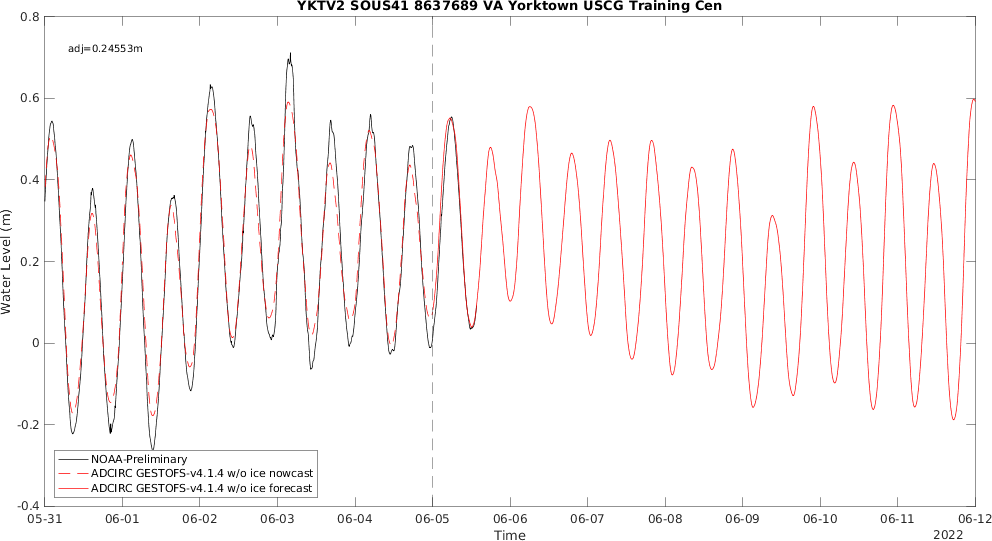 YKTV2 SOUS41 8637689 VA Yorktown USCG Training Cen
adj=0.24553m
0.8
0.6
0.4
0.2
0
-0.2
-0.4
Water Level (m)
NOAA-Preliminary
ADCIRC GESTOFS-v4.1.4 w/o ice nowcast
ADCIRC GESTOFS-v4.1.4 w/o ice forecast
05-31 06-01 06-02 06-03 06-04 06-05 06-06 06-07 06-08 06-09 06-10 06-11 06-12
Time
2022